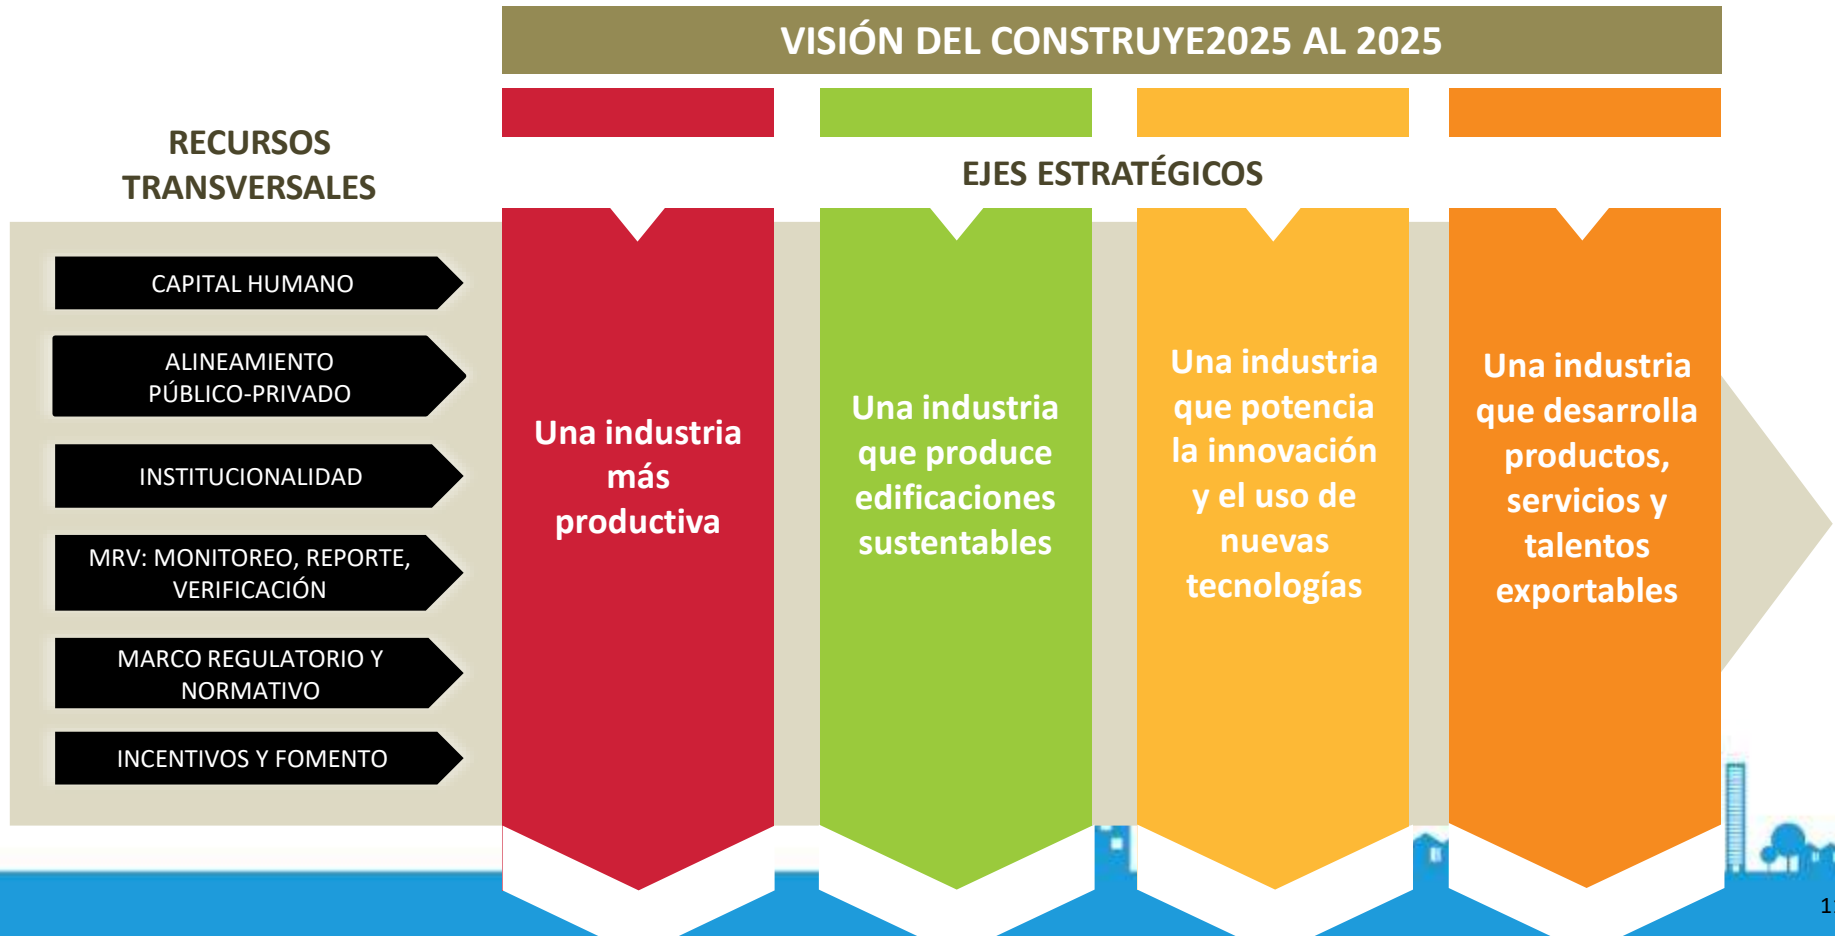 VISIÓN DEL CONSTRUYE2025 AL 2025
RECURSOS
TRANSVERSALES
EJES ESTRATÉGICOS
CAPITAL HUMANO
ALINEAMIENTO
PÚBLICO-PRIVADO
INSTITUCIONALIDAD
MRV: MONITOREO, REPORTE,
VERIFICACIÓN
MARCO REGULATORIO Y
NORMATIVO
INCENTIVOS Y FOMENTO
Una industria
más
productiva
Una industria
que produce
edificaciones
sustentables
Una industria
que potencia
la innovación
y el uso de
nuevas
tecnologías
Una industria
que desarrolla
productos,
servicios y
talentos
exportables